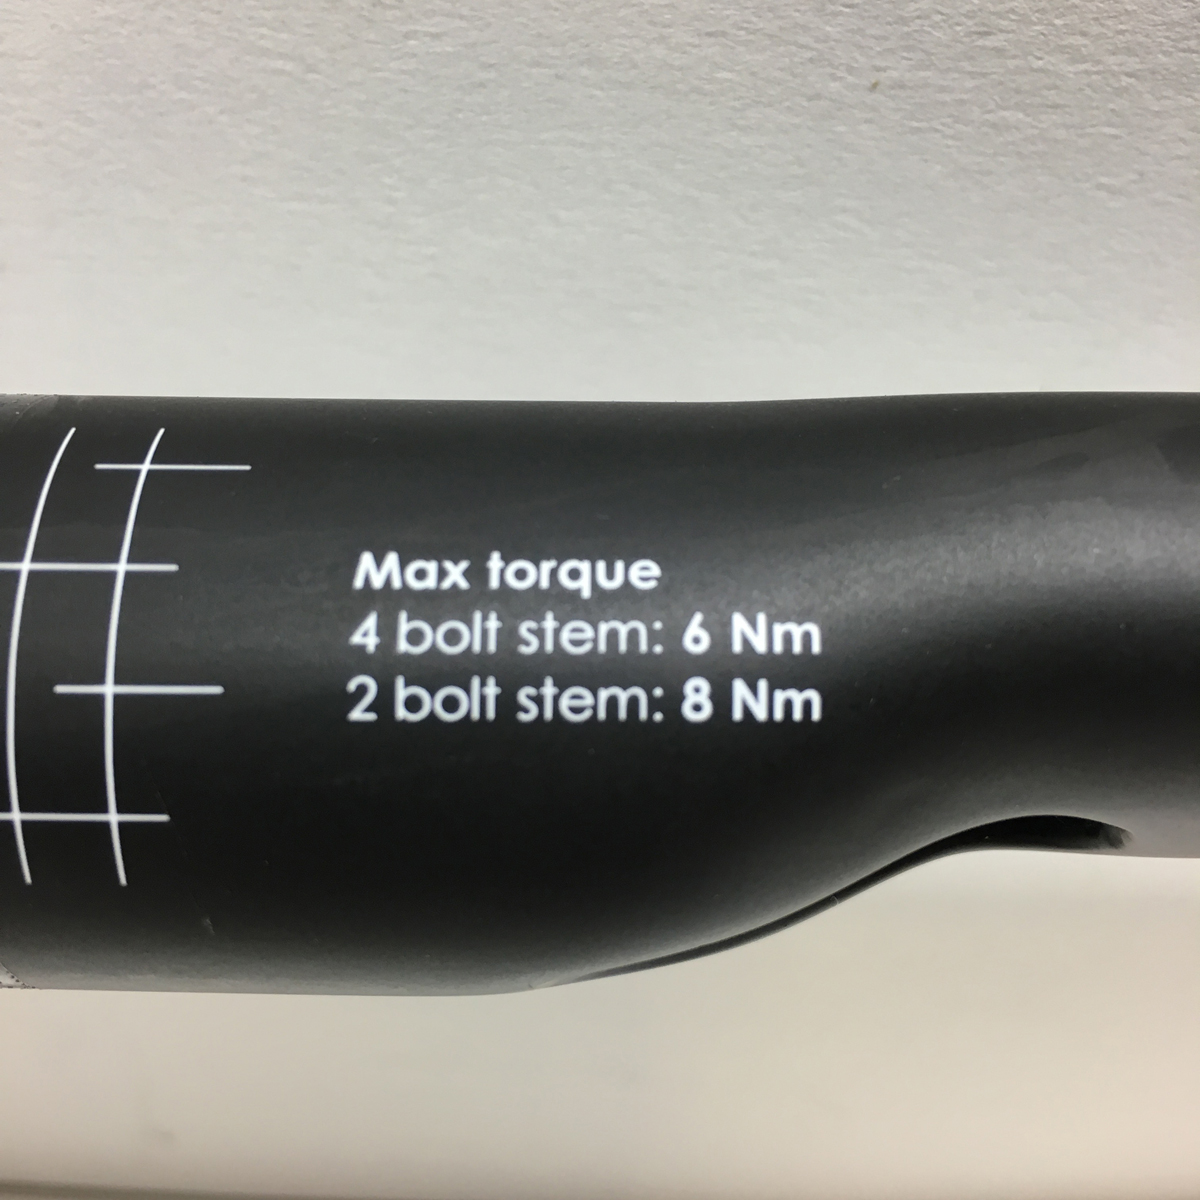 Max torque
4 bolt stem: 6 Nm
2 bolt stem: 8 Nm